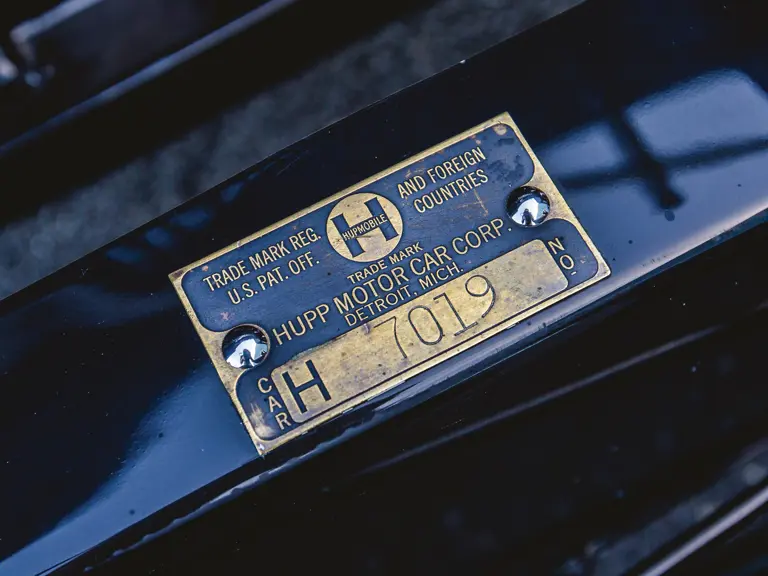 TRADE MARK REG.
U.S. PAT. OFF.
HUPMOBILE
H
AND FOREIGN
COUNTRIES
TRADE MARK
HUPP MOTOR CAR CORP.
DETROIT, MICH.
CAR
H 7019
NO.